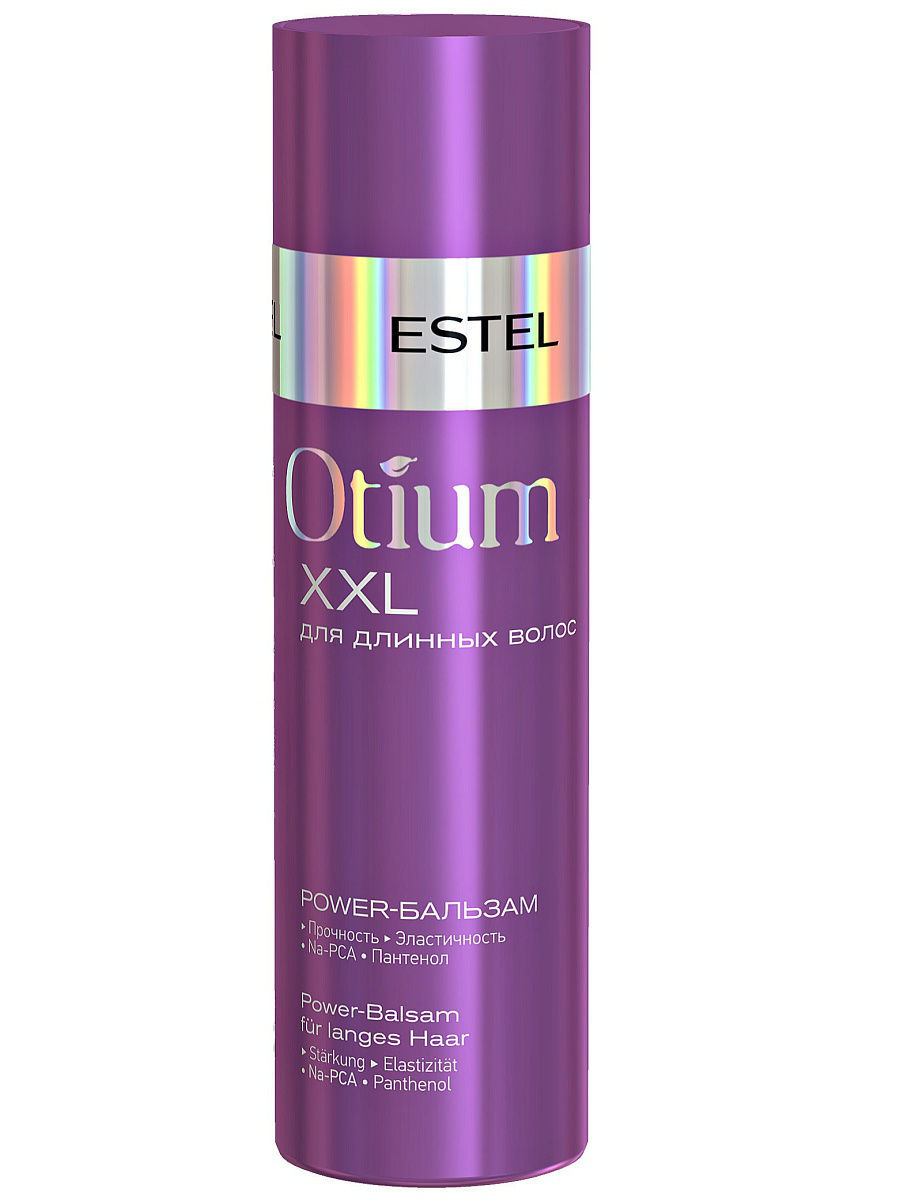 ESTEL
Otium
XXL
для длинных волос
POWER-БАЛЬЗАМ
▸ Прочность ▸ Эластичность
• Na-PCA • Пантенол
Power-Balsam
für langes Haar
▸ Stärkung ▸ Elastizität
• Na-PCA • Panthenol